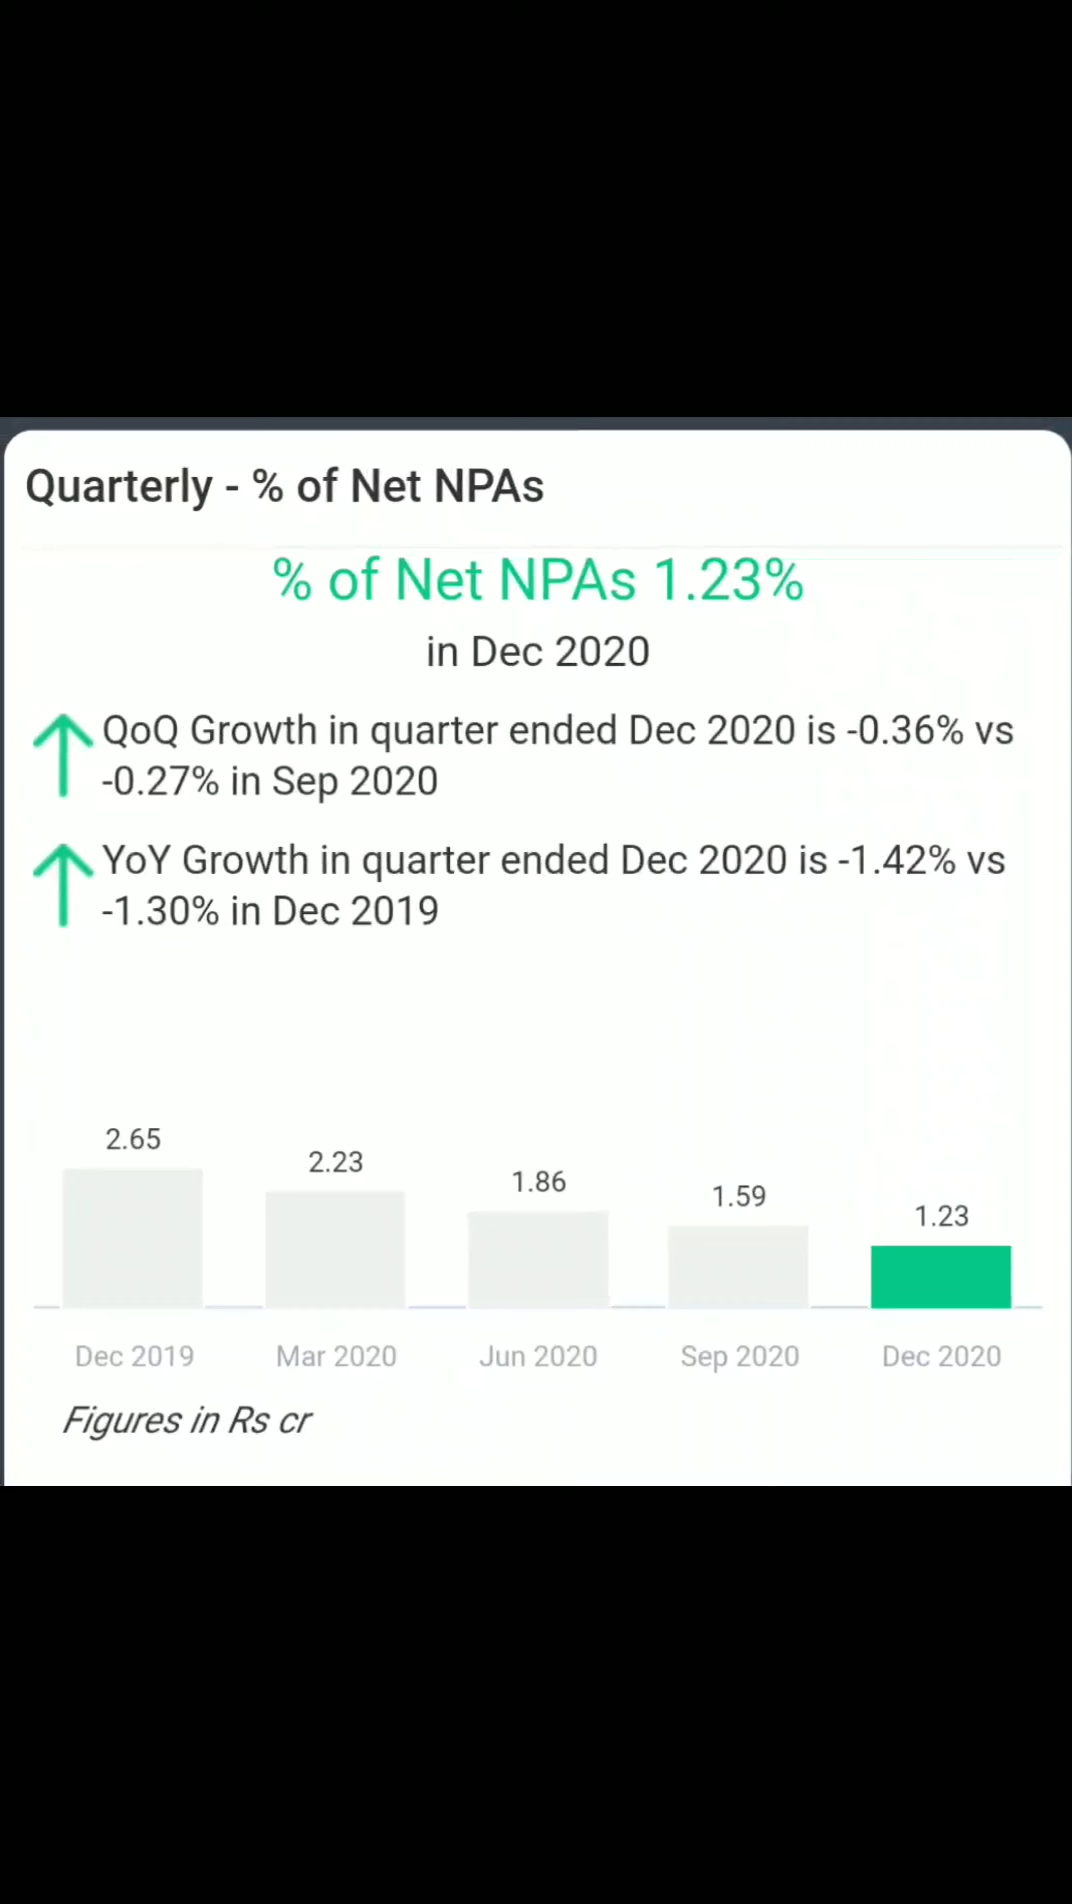 Quarterly - % of Net NPAs
% of Net NPAs 1.23%
in Dec 2020
QoQ Growth in quarter ended Dec 2020 is -0.36% vs
-0.27% in Sep 2020
YoY Growth in quarter ended Dec 2020 is -1.42% vs
-1.30% in Dec 2019
2.65
2.23
1.86
1.59
1.23
Dec 2019 Mar 2020 Jun 2020 Sep 2020 Dec 2020
Figures in Rs cr